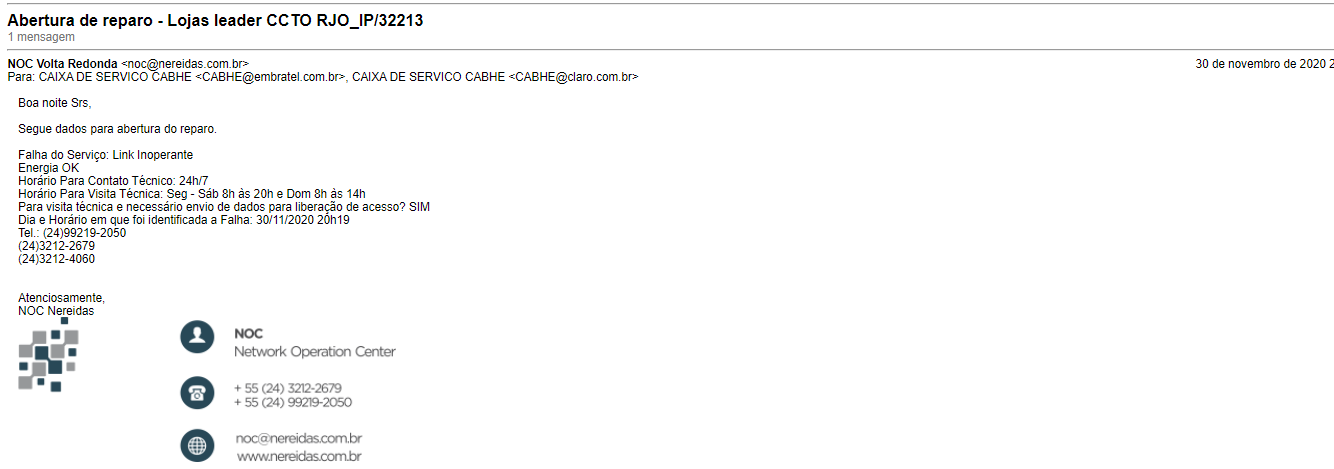 Abertura de reparo - Lojas leader CCTO RJO_IP/32213
1 mensagem
NOC Volta Redonda <noc@nereidas.com.br> 30 de novembro de 2020 2
Para: CAIXA DE SERVICO CABHE <CABHE@embratel.com.br>, CAIXA DE SERVICO CABHE <CABHE@claro.com.br>
Boa noite Srs,
Segue dados para abertura do reparo.
Falha do Serviço: Link Inoperante
Energia OK
Horário Para Contato Técnico: 24h/7
Horário Para Visita Técnica: Seg - Sáb 8h às 20h e Dom 8h às 14h
Para visita técnica e necessário envio de dados para liberação de acesso? SIM
Dia e Horário em que foi identificada a Falha: 30/11/2020 20h19
Tel.: (24)99219-2050
(24)3212-2679
(24)3212-4060
Atenciosamente,
NOC Nereidas
NOC
Network Operation Center
+ 55 (24) 3212-2679
+ 55 (24) 99219-2050
noc@nereidas.com.br
www.nereidas.com.br